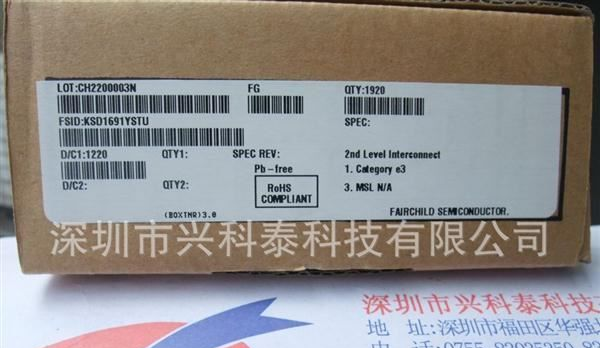 LOT:CH2200003N FG QTY:1920
FSID:KSD1691YSTU SPEC:
D/C1:1220 QTY1: SPEC REV: 2nd Level Interconnect
Pb-free 1. Category e3
D/C2: QTY2: RoHS COMPLIANT 3. MSL N/A
(BOXTMR)3.0 FAIRCHILD SEMICONDUCTOR.
深圳市兴科泰科技有限公司
深圳市兴科泰科技
地 址:深圳市福田区华强